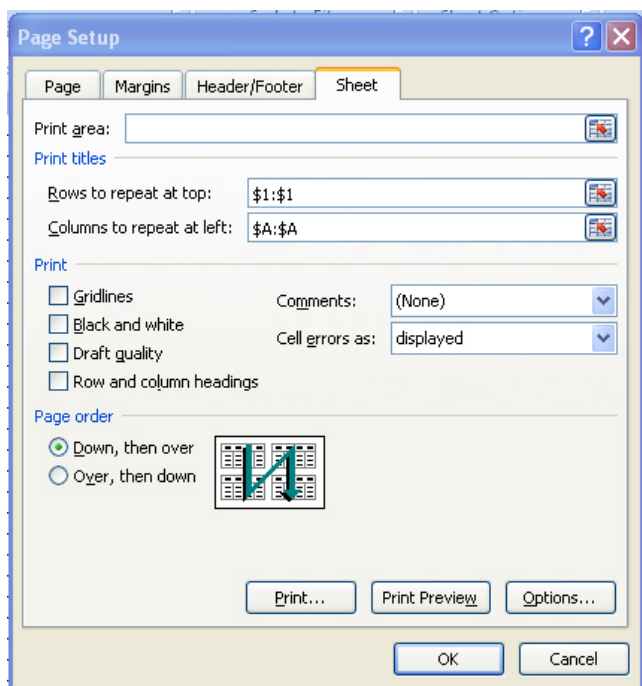 Page Setup
Page Margins Header/Footer Sheet
Print area:
Print titles
Rows to repeat at top: $1:$1
Columns to repeat at left: $A:$A
Print
Gridlines
Comments: (None)
Black and white
Cell errors as: displayed
Draft quality
Row and column headings
Page order
Down, then over
Over, then down
Print... Print Preview Options...
OK Cancel